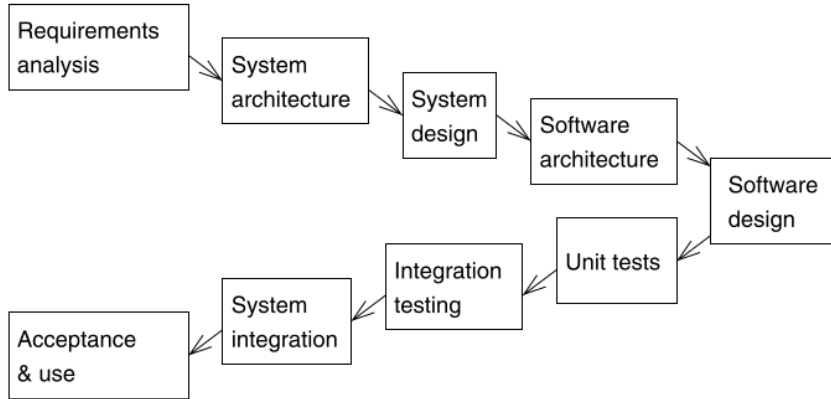 Requirements
analysis
System
architecture
System
design
Software
architecture
Software
design
Unit tests
Integration
testing
System
integration
Acceptance
& use